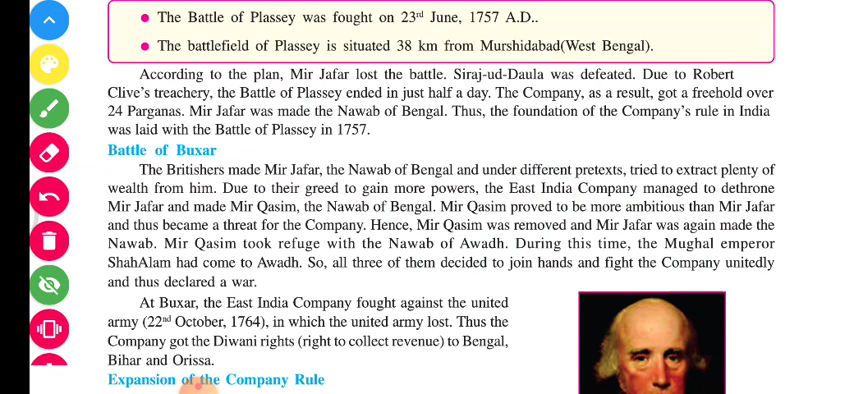 • The Battle of Plassey was fought on 23rd June, 1757 A.D..
• The battlefield of Plassey is situated 38 km from Murshidabad(West Bengal).
According to the plan, Mir Jafar lost the battle. Siraj-ud-Daula was defeated. Due to Robert
Clive's treachery, the Battle of Plassey ended in just half a day. The Company, as a result, got a freehold over
24 Parganas. Mir Jafar was made the Nawab of Bengal. Thus, the foundation of the Company's rule in India
was laid with the Battle of Plassey in 1757.
Battle of Buxar
The Britishers made Mir Jafar, the Nawab of Bengal and under different pretexts, tried to extract plenty of
wealth from him. Due to their greed to gain more powers, the East India Company managed to dethrone
Mir Jafar and made Mir Qasim, the Nawab of Bengal. Mir Qasim proved to be more ambitious than Mir Jafar
and thus became a threat for the Company. Hence, Mir Qasim was removed and Mir Jafar was again made the
Nawab. Mir Qasim took refuge with the Nawab of Awadh. During this time, the Mughal emperor
ShahAlam had come to Awadh. So, all three of them decided to join hands and fight the Company unitedly
and thus declared a war.
At Buxar, the East India Company fought against the united
army (22nd October, 1764), in which the united army lost. Thus the
Company got the Diwani rights (right to collect revenue) to Bengal,
Bihar and Orissa.
Expansion of the Company Rule